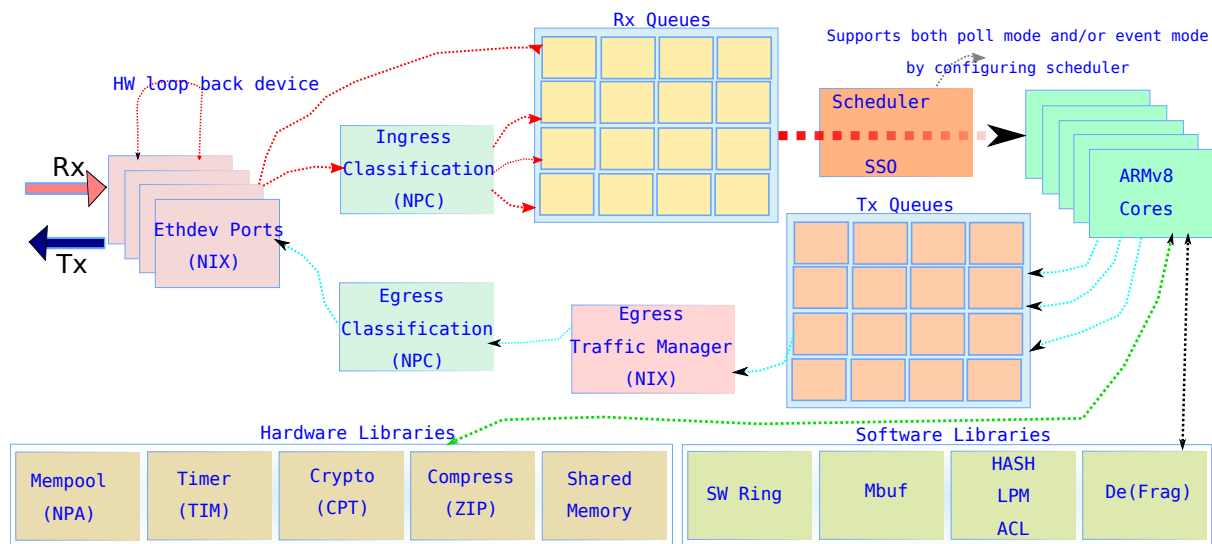 Rx Queues
Supports both poll mode and/or event mode
by configuring scheduler
HW loop back device
Scheduler
SSO
Ingress
Classification
(NPC)
Rx
Tx
Ethdev Ports
(NIX)
ARMv8
Cores
Tx Queues
Egress
Classification
(NPC)
Egress
Traffic Manager
(NIX)
Hardware Libraries
Mempool
(NPA)
Timer
(TIM)
Crypto
(CPT)
Compress
(ZIP)
Shared
Memory
Software Libraries
SW Ring
Mbuf
HASH
LPM
ACL
De(Frag)